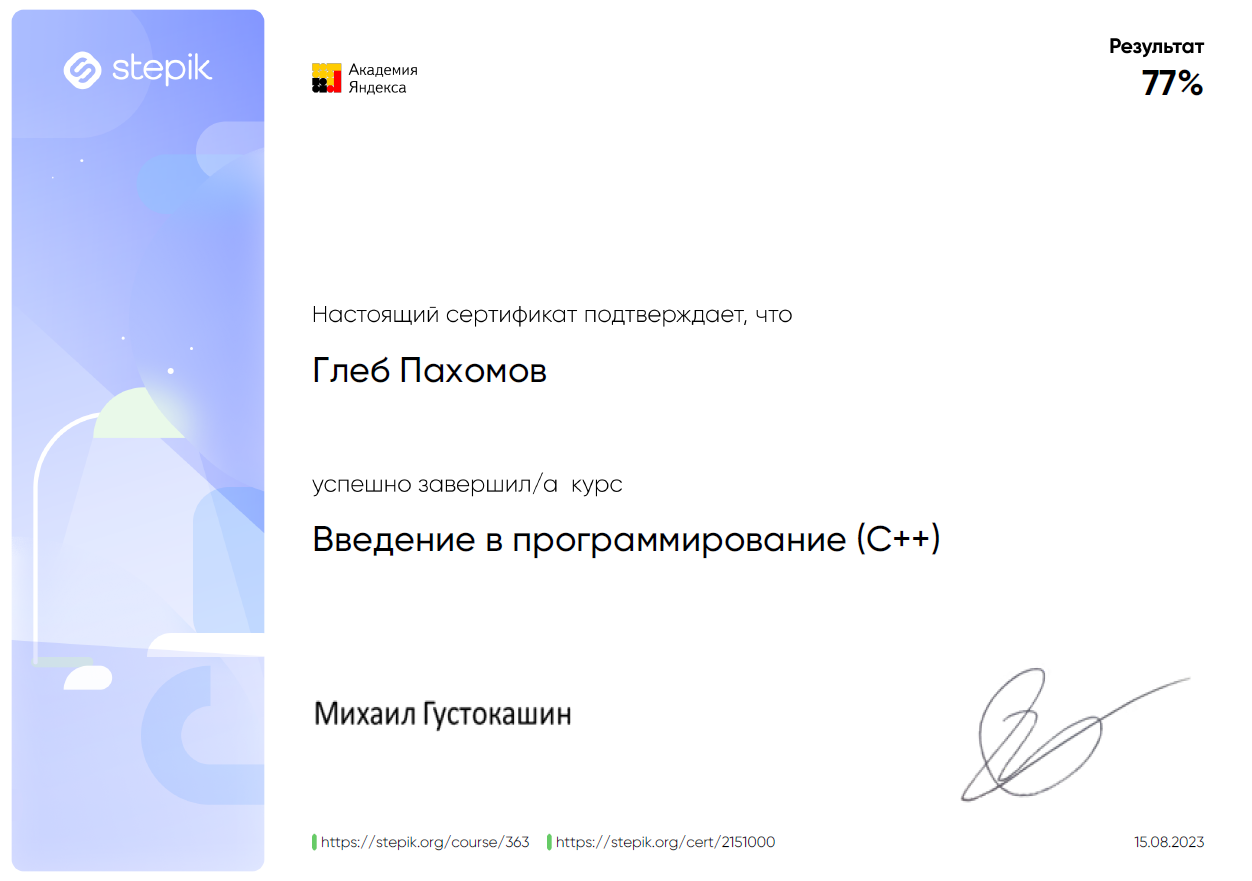 stepik
Академия
Яндекса
Результат
77%
Настоящий сертификат подтверждает, что
Глеб Пахомов
успешно завершил/а курс
Введение в программирование (C++)
Михаил Густокашин
https://stepik.org/course/363
https://stepik.org/cert/2151000
15.08.2023